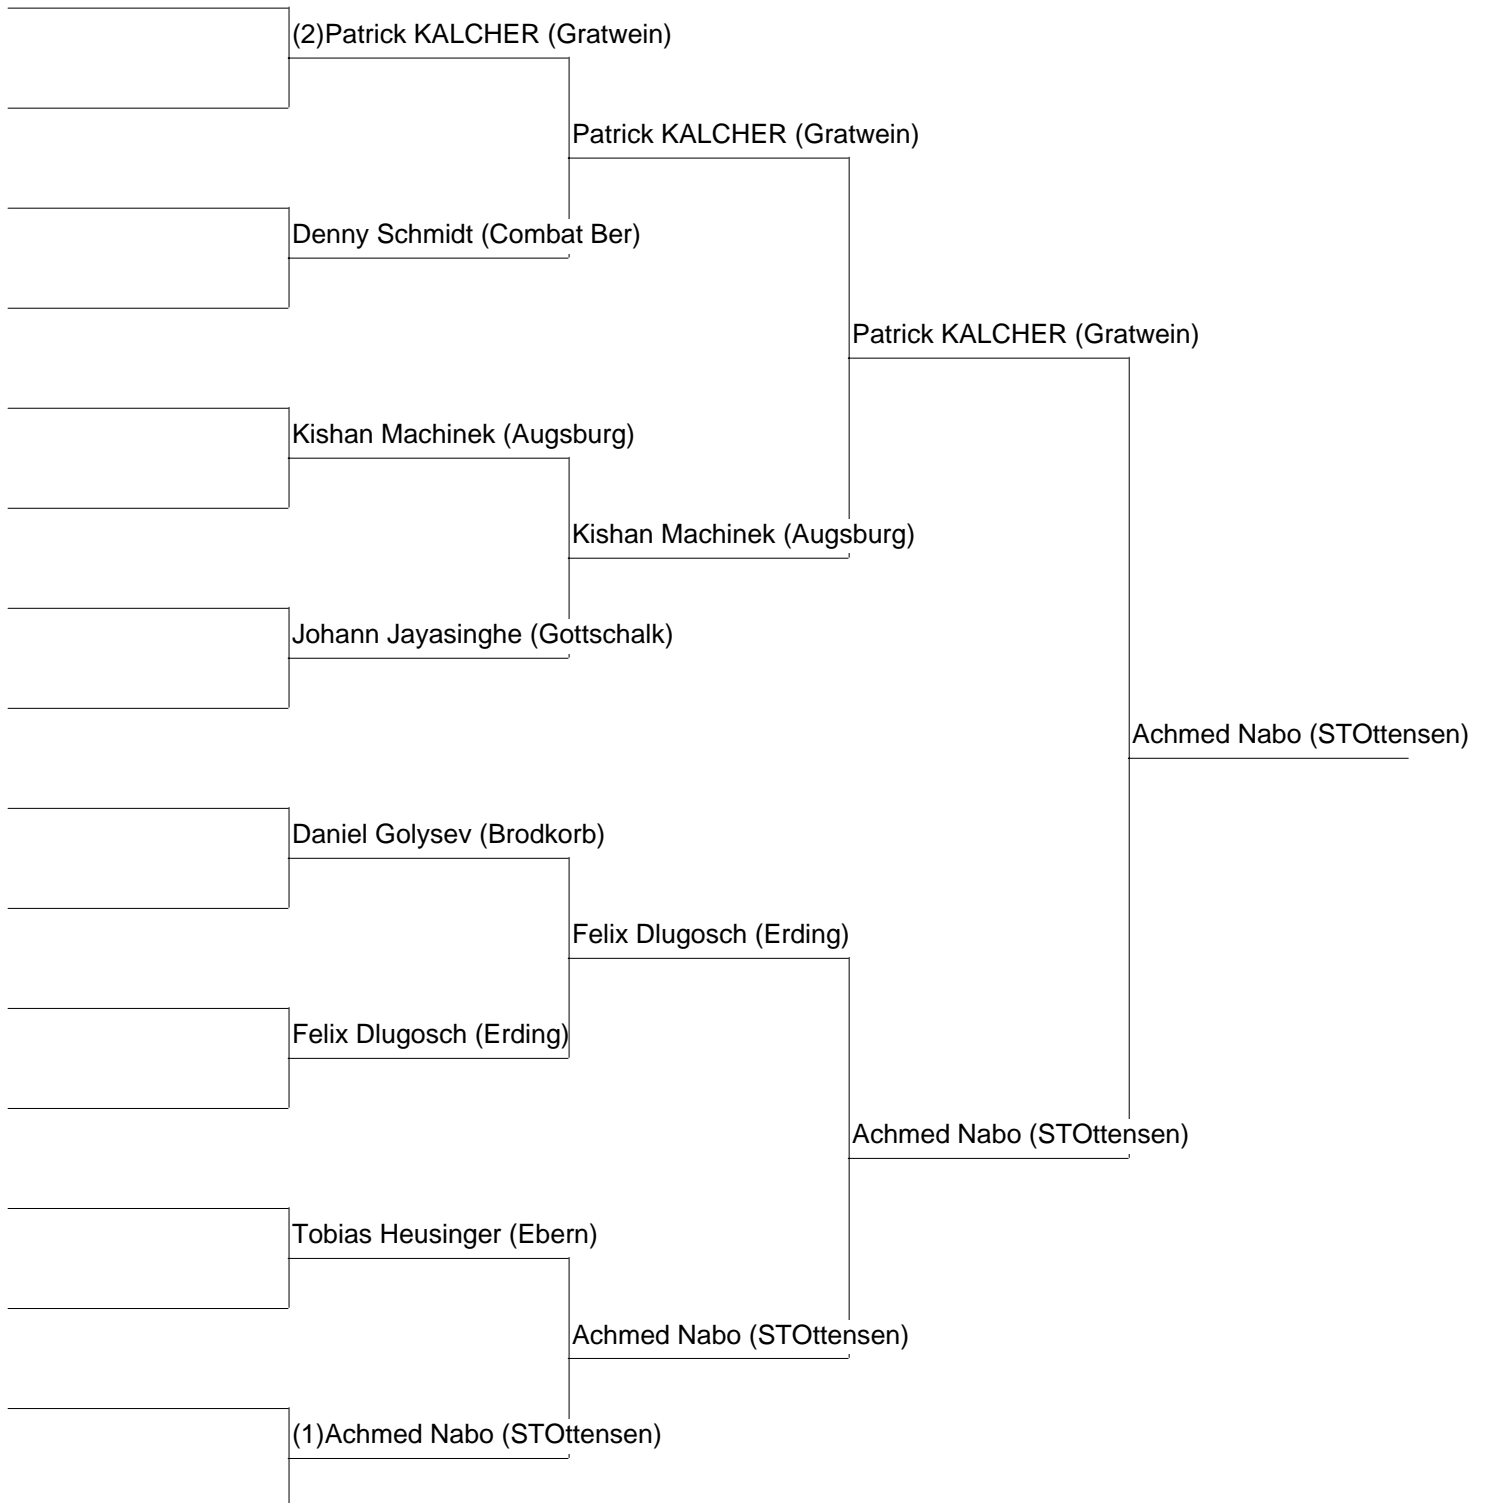 (2)Patrick KALCHER (Gratwein)
Patrick KALCHER (Gratwein)
Denny Schmidt (Combat Ber)
Patrick KALCHER (Gratwein)
Kishan Machinek (Augsburg)
Kishan Machinek (Augsburg)
Johann Jayasinghe (Gottschalk)
Achmed Nabo (STOttensen)
Daniel Golysev (Brodkorb)
Felix Dlugosch (Erding)
Felix Dlugosch (Erding)
Achmed Nabo (STOttensen)
Tobias Heusinger (Ebern)
Achmed Nabo (STOttensen)
(1)Achmed Nabo (STOttensen)